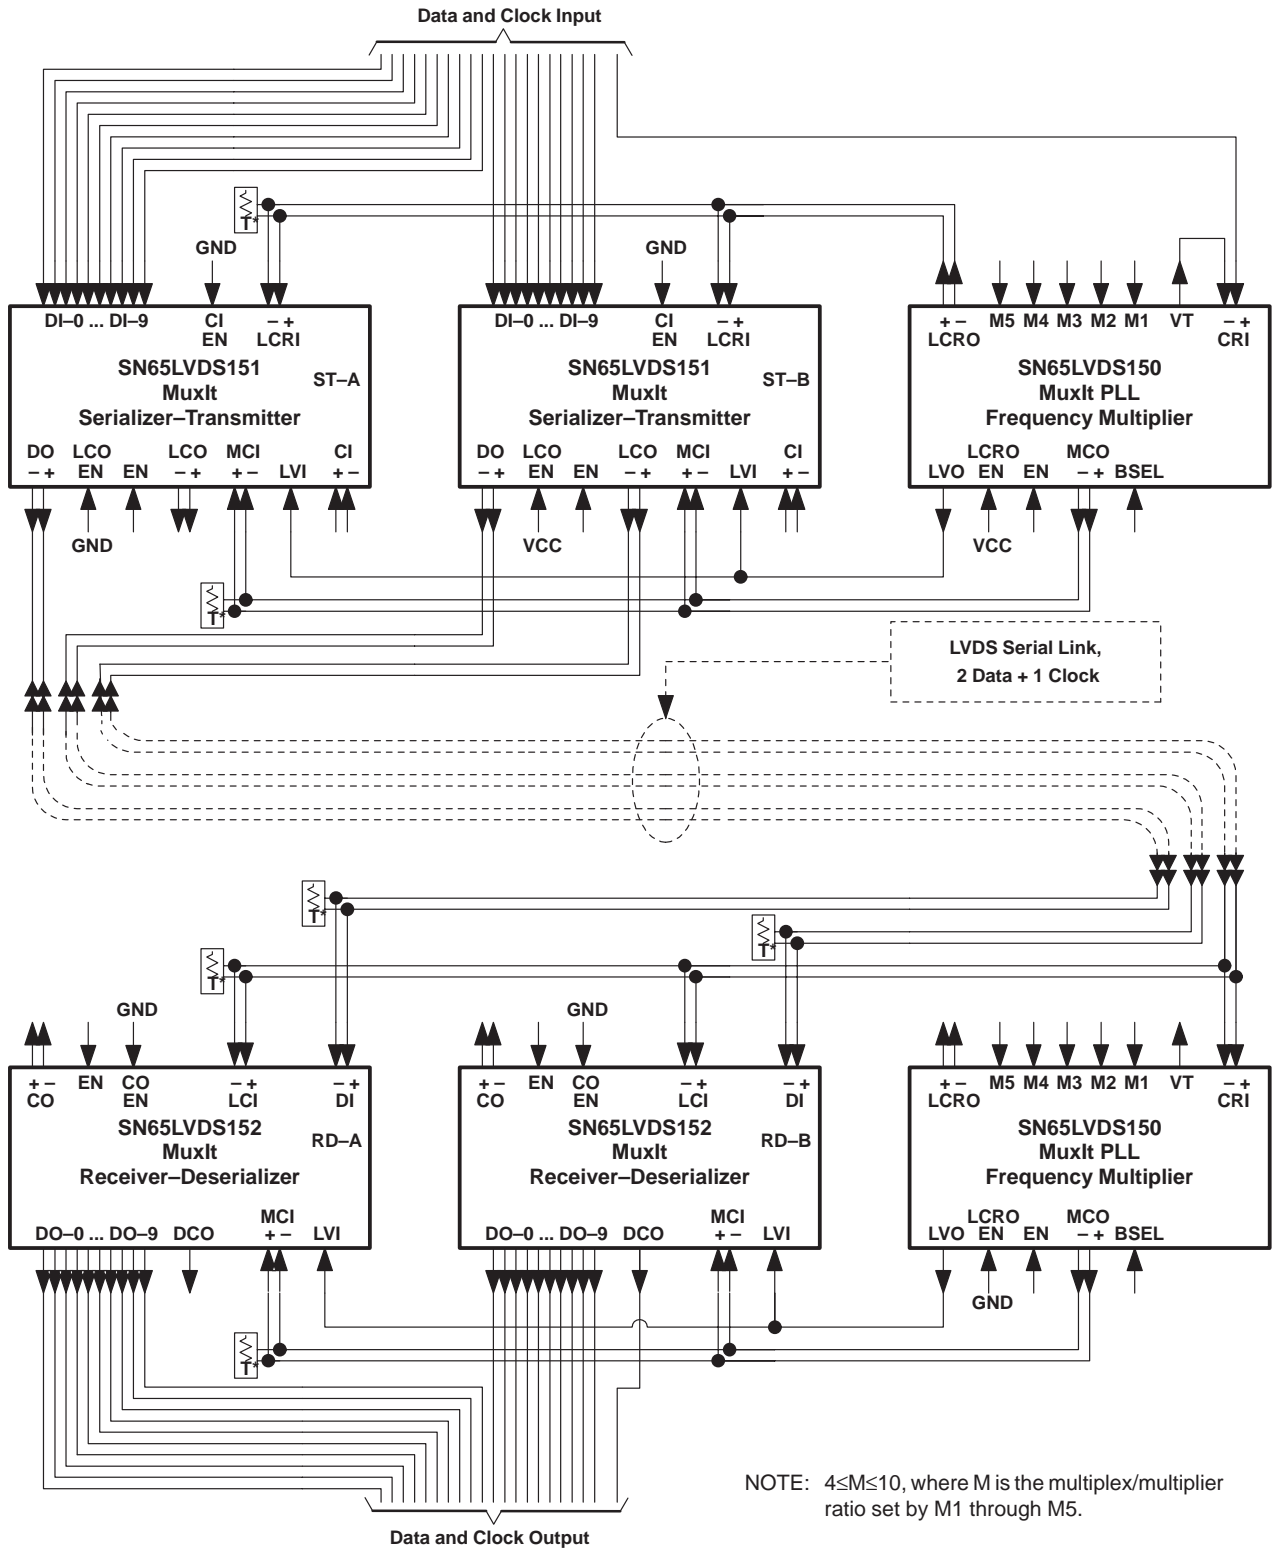 Data and Clock Input
T*
GND
GND
DI–0 ... DI–9 CI EN – + LCRI
SN65LVDS151
MuxIt
Serializer–Transmitter
ST–A
DO – + LCO EN EN LCO – + MCI + – LVI CI + –
GND
DI–0 ... DI–9 CI EN – + LCRI
SN65LVDS151
MuxIt
Serializer–Transmitter
ST–B
DO – + LCO EN EN LCO – + MCI + – LVI CI + –
VCC
+ – LCRO M5 M4 M3 M2 M1 VT – + CRI
SN65LVDS150
MuxIt PLL
Frequency Multiplier
LVO LCRO EN EN MCO – + BSEL
VCC
T*
LVDS Serial Link,
2 Data + 1 Clock
T*
T*
T*
GND
GND
+ – CO EN CO EN – + LCI – + DI
SN65LVDS152
MuxIt
Receiver–Deserializer
RD–A
DO–0 ... DO–9 DCO MCI + – LVI
+ – CO EN CO EN – + LCI – + DI
SN65LVDS152
MuxIt
Receiver–Deserializer
RD–B
DO–0 ... DO–9 DCO MCI + – LVI
+ – LCRO M5 M4 M3 M2 M1 VT – + CRI
SN65LVDS150
MuxIt PLL
Frequency Multiplier
LVO LCRO EN EN MCO – + BSEL
GND
T*
NOTE: 4≤M≤10, where M is the multiplex/multiplier
ratio set by M1 through M5.
Data and Clock Output